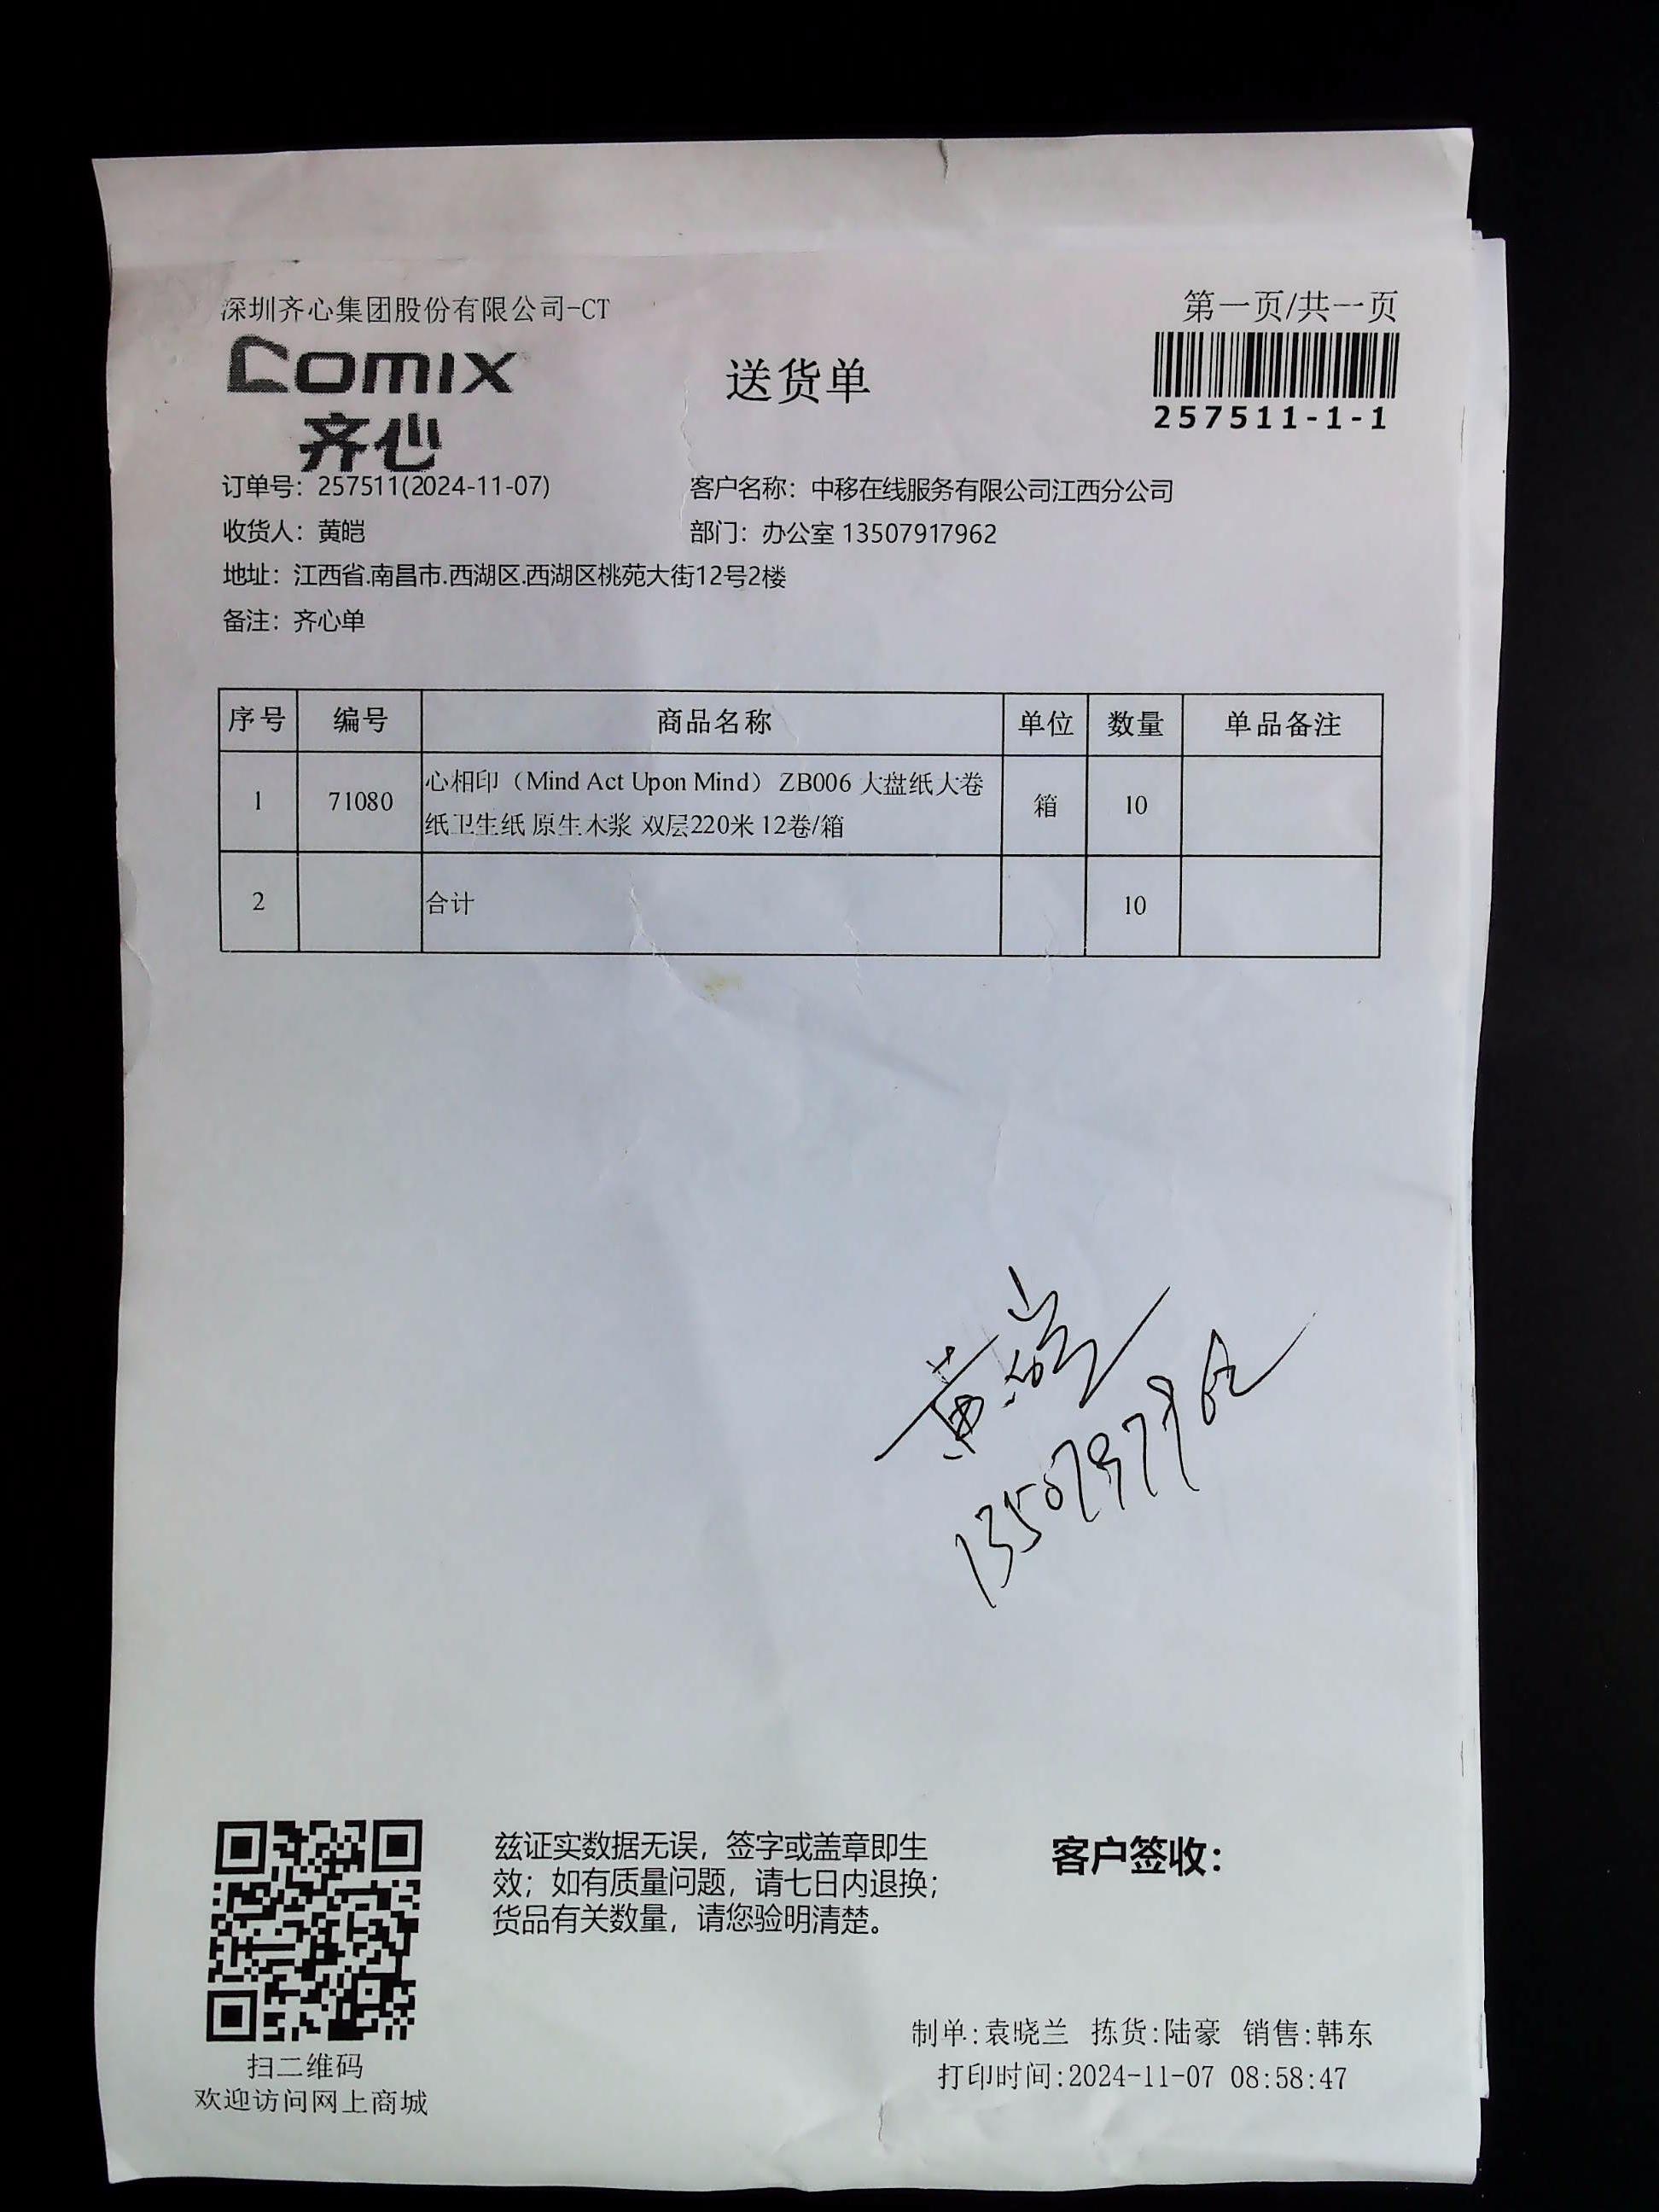 深圳齐心集团股份有限公司-CT
第一页/共一页
comix
齐心
送货单
257511-1-1
订单号：257511(2024-11-07)
客户名称：中移在线服务有限公司江西分公司
收货人：黄皑
部门：办公室 13507917962
地址：江西省.南昌市.西湖区.西湖区桃苑大街12号2楼
备注：齐心单
序号 编号 商品名称 单位 数量 单品备注
1 71080 心相印（Mind Act Upon Mind） ZB006 大盘纸大卷 箱 10
纸卫生纸 原生木浆 双层220米 12卷/箱
2 合计 10
黄皑
兹证实数据无误，签字或盖章即生
效；如有质量问题，请七日内退换；
货品有关数量，请您验明清楚。
客户签收：
制单:袁晓兰 拣货:陆豪 销售:韩东
打印时间:2024-11-07 08:58:47
扫二维码
欢迎访问网上商城